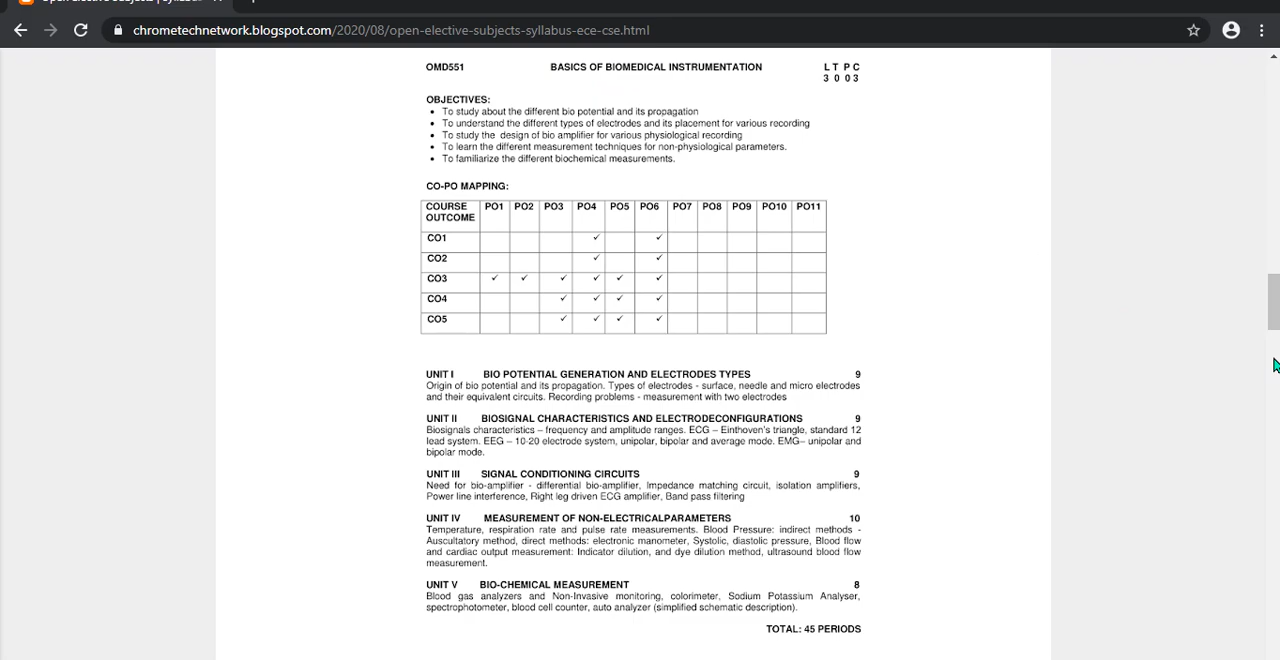 chrometechnetwork.blogspot.com/2020/08/open-elective-subjects-syllabus-ece-cse.html
OMD551 BASICS OF BIOMEDICAL INSTRUMENTATION L T P C
3 0 0 3
OBJECTIVES:
• To study about the different bio potential and its propagation
• To understand the different types of electrodes and its placement for various recording
• To study the design of bio amplifier for various physiological recording
• To learn the different measurement techniques for non-physiological parameters.
• To familiarize the different biochemical measurements.
CO-PO MAPPING:
COURSE OUTCOME PO1 PO2 PO3 PO4 PO5 PO6 PO7 PO8 PO9 PO10 PO11
CO1 ✓ ✓
CO2 ✓ ✓
CO3 ✓ ✓ ✓ ✓ ✓ ✓
CO4 ✓ ✓ ✓ ✓
CO5 ✓ ✓ ✓ ✓
UNIT I BIO POTENTIAL GENERATION AND ELECTRODES TYPES 9
Origin of bio potential and its propagation. Types of electrodes - surface, needle and micro electrodes
and their equivalent circuits. Recording problems - measurement with two electrodes
UNIT II BIOSIGNAL CHARACTERISTICS AND ELECTRODECONFIGURATIONS 9
Biosignals characteristics – frequency and amplitude ranges. ECG – Einthoven's triangle, standard 12
lead system. EEG – 10-20 electrode system, unipolar, bipolar and average mode. EMG– unipolar and
bipolar mode.
UNIT III SIGNAL CONDITIONING CIRCUITS 9
Need for bio-amplifier - differential bio-amplifier, Impedance matching circuit, isolation amplifiers,
Power line interference, Right leg driven ECG amplifier, Band pass filtering
UNIT IV MEASUREMENT OF NON-ELECTRICALPARAMETERS 10
Temperature, respiration rate and pulse rate measurements. Blood Pressure: indirect methods -
Auscultatory method, direct methods: electronic manometer, Systolic, diastolic pressure, Blood flow
and cardiac output measurement: Indicator dilution, and dye dilution method, ultrasound blood flow
measurement.
UNIT V BIO-CHEMICAL MEASUREMENT 8
Blood gas analyzers and Non-Invasive monitoring, colorimeter, Sodium Potassium Analyser,
spectrophotometer, blood cell counter, auto analyzer (simplified schematic description).
TOTAL: 45 PERIODS